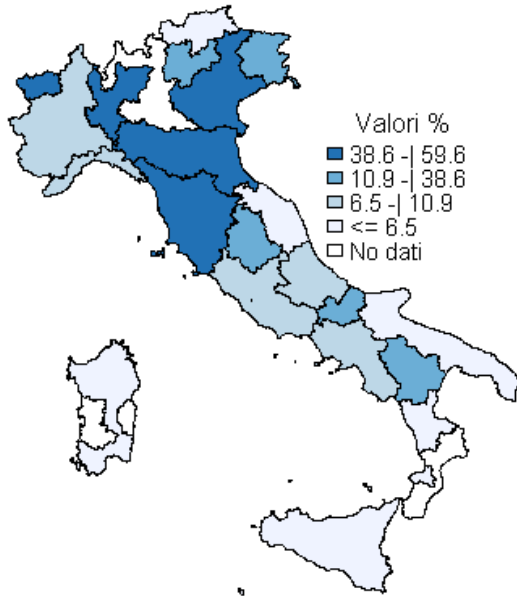 Valori %
38.6 -| 59.6
10.9 -| 38.6
6.5 -| 10.9
<= 6.5
No dati